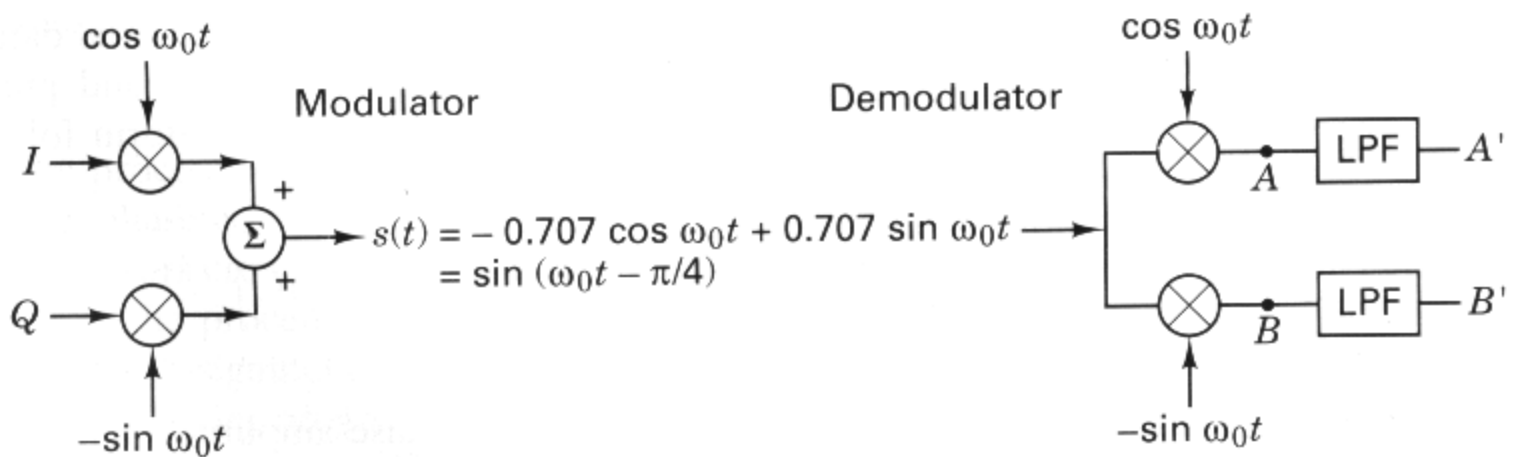 cos ω₀t
cos ω₀t
Modulator
Demodulator
I
+
A
LPF
A'
Σ
s(t) = − 0.707 cos ω₀t + 0.707 sin ω₀t
= sin (ω₀t − π/4)
+
Q
B
LPF
B'
−sin ω₀t
−sin ω₀t